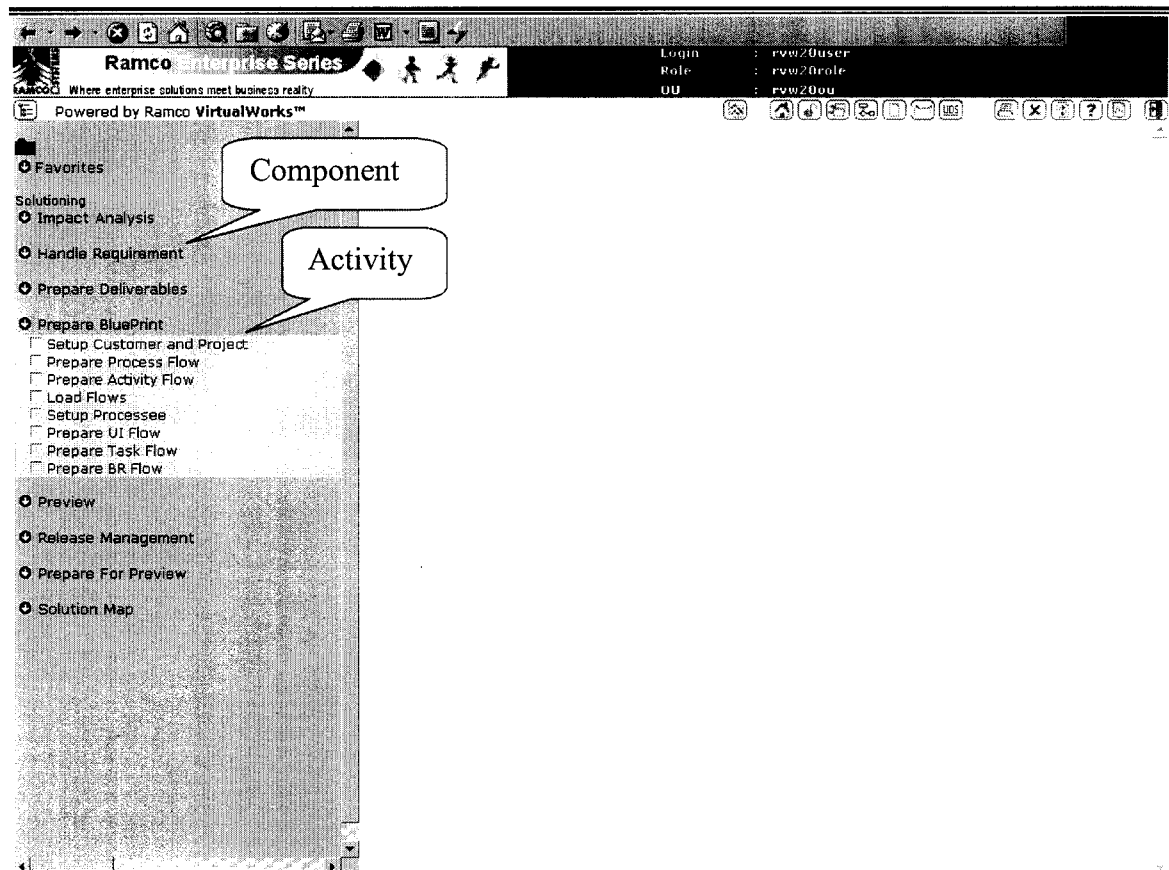 Ramco Enterprise Series
RAMCO
Where enterprise solutions meet business reality
Login : rvw20user
Role : rvw20role
OU : rvw20ou
Powered by Ramco VirtualWorks™
UDS
Favorites
Component
Solutioning
Impact Analysis
Handle Requirement
Activity
Prepare Deliverables
Prepare BluePrint
Setup Customer and Project
Prepare Process Flow
Prepare Activity Flow
Load Flows
Setup Processee
Prepare UI Flow
Prepare Task Flow
Prepare BR Flow
Preview
Release Management
Prepare For Preview
Solution Map